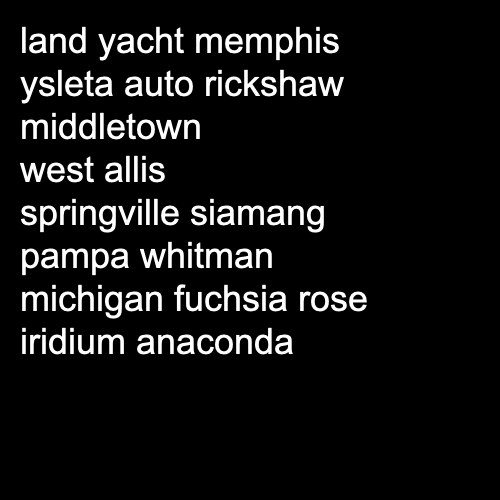 land yacht memphis
ysleta auto rickshaw
middletown
west allis
springville siamang
pampa whitman
michigan fuchsia rose
iridium anaconda